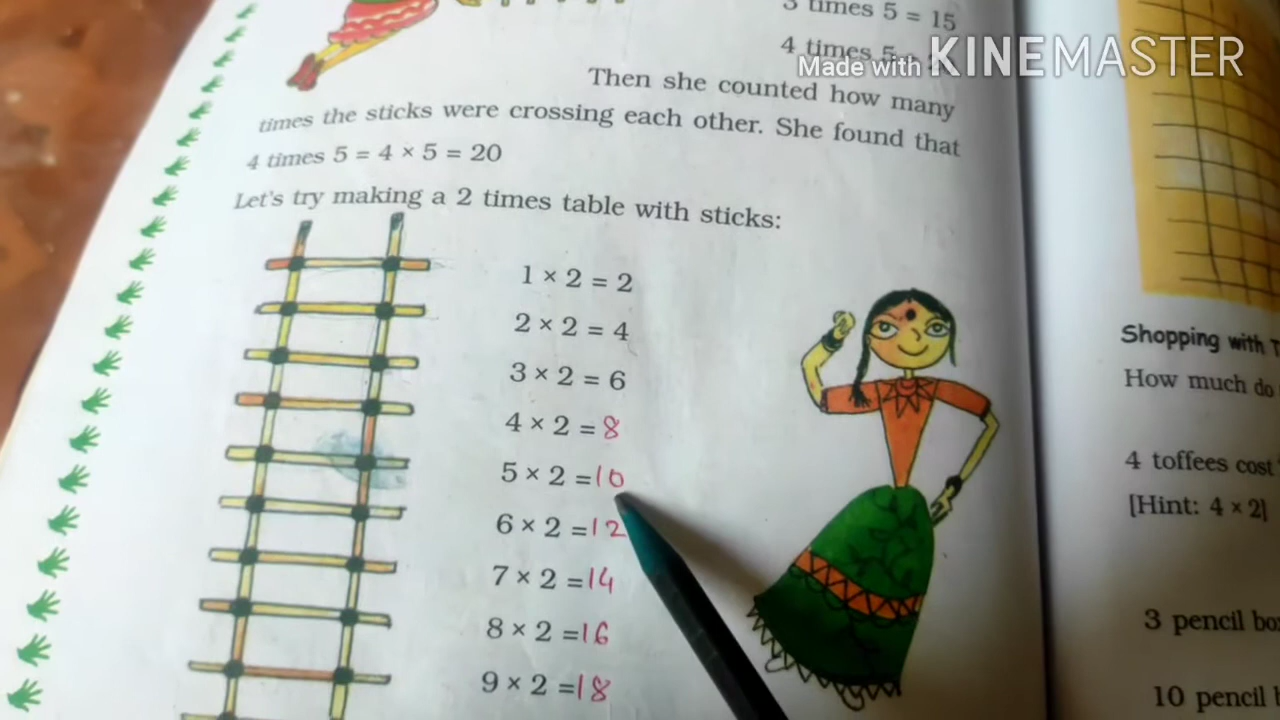 3 times 5 = 15
4 times 5
Made with KINEMASTER
Then she counted how many
times the sticks were crossing each other. She found that
4 times 5 = 4 × 5 = 20
Let's try making a 2 times table with sticks:
1 × 2 = 2
2 × 2 = 4
3 × 2 = 6
4 × 2 = 8
5 × 2 = 10
6 × 2 = 12
7 × 2 = 14
8 × 2 = 16
9 × 2 = 18
Shopping with
How much do
4 toffees cost
[Hint: 4 × 2]
3 pencil
10 pencil